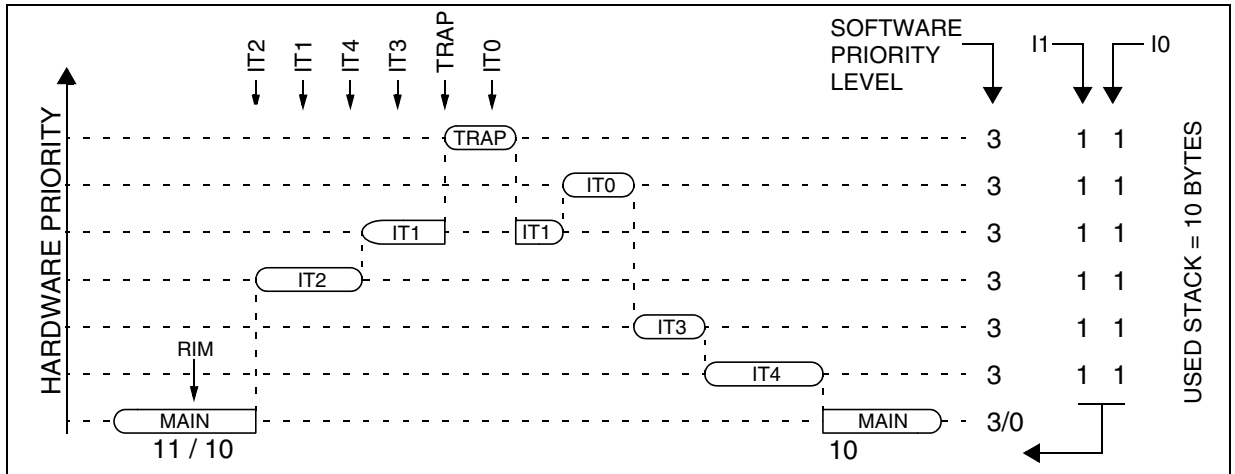 IT2
IT1
IT4
IT3
TRAP
IT0
SOFTWARE
PRIORITY
LEVEL
I1
I0
HARDWARE PRIORITY
TRAP
3
1 1
IT0
3
1 1
IT1
IT1
3
1 1
IT2
3
1 1
IT3
3
1 1
RIM
IT4
3
1 1
MAIN
MAIN
3/0
11 / 10
10
USED STACK = 10 BYTES